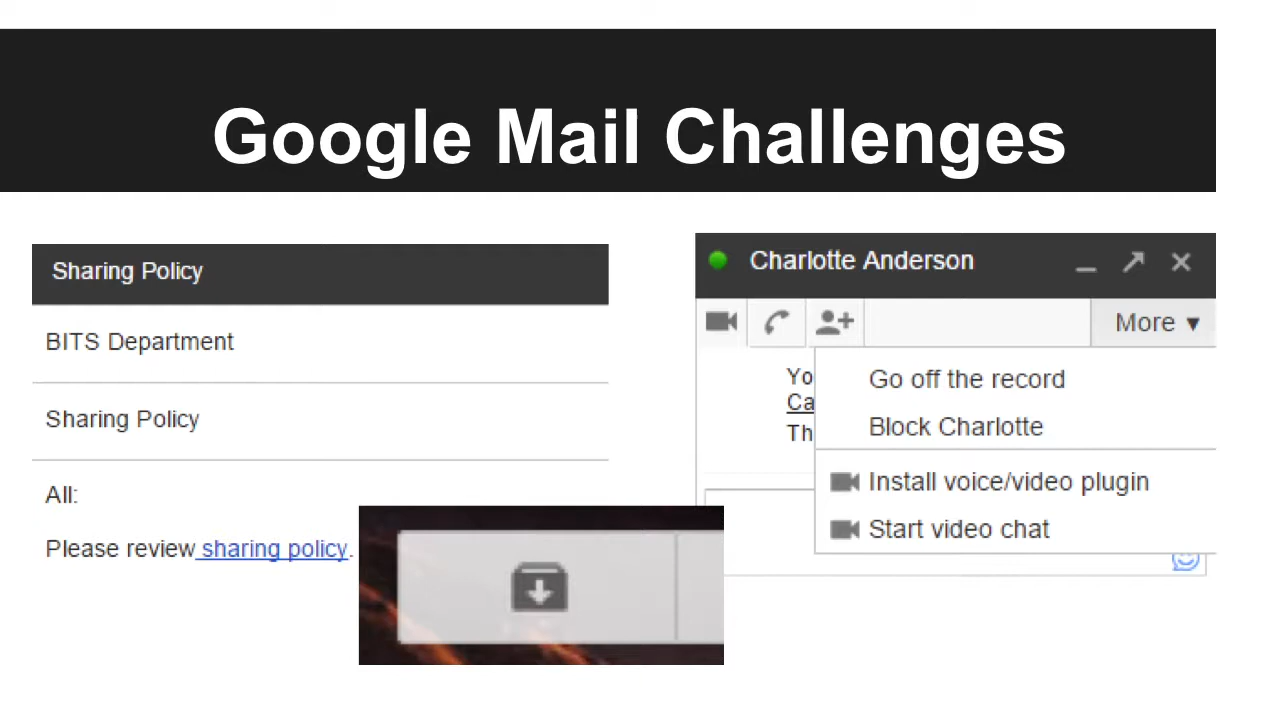 Google Mail Challenges
Sharing Policy
BITS Department
Sharing Policy
All:
Please review sharing policy.
Charlotte Anderson
More
Go off the record
Block Charlotte
Install voice/video plugin
Start video chat